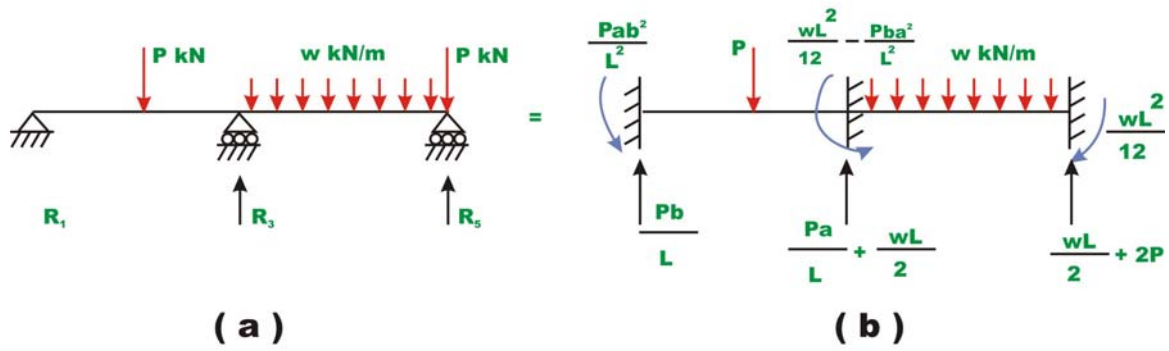 P kN
w kN/m
P kN
R₁
R₃
R₅
=
( a )
Pab²
L²
P
wL² / 12 − Pba² / L²
w kN/m
wL²
12
Pb
L
Pa / L + wL / 2
wL / 2 + 2P
( b )